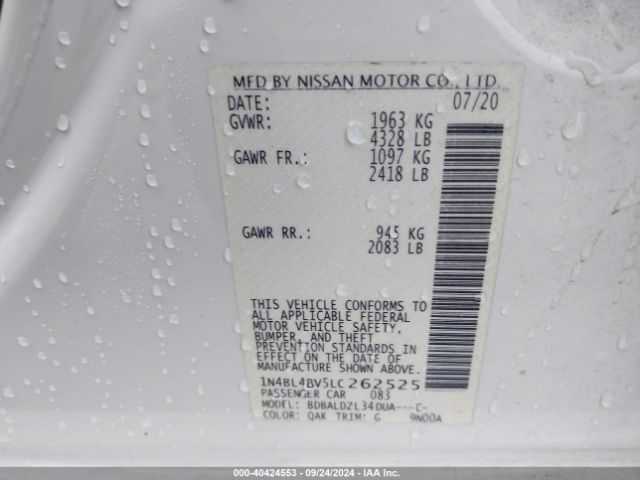 MFD BY NISSAN MOTOR CO., LTD.
DATE: 07/20
GVWR: 1963 KG
4328 LB
GAWR FR.: 1097 KG
2418 LB
GAWR RR.: 945 KG
2083 LB
THIS VEHICLE CONFORMS TO
ALL APPLICABLE FEDERAL
MOTOR VEHICLE SAFETY,
BUMPER, AND THEFT
PREVENTION STANDARDS IN
EFFECT ON THE DATE OF
MANUFACTURE SHOWN ABOVE.
1N4BL4BV5LC262525
PASSENGER CAR 083
MODEL: BDBALDZL34DUA---C-
COLOR: QAK TRIM: G 9N00A
000-40424553 - 09/24/2024 - IAA Inc.